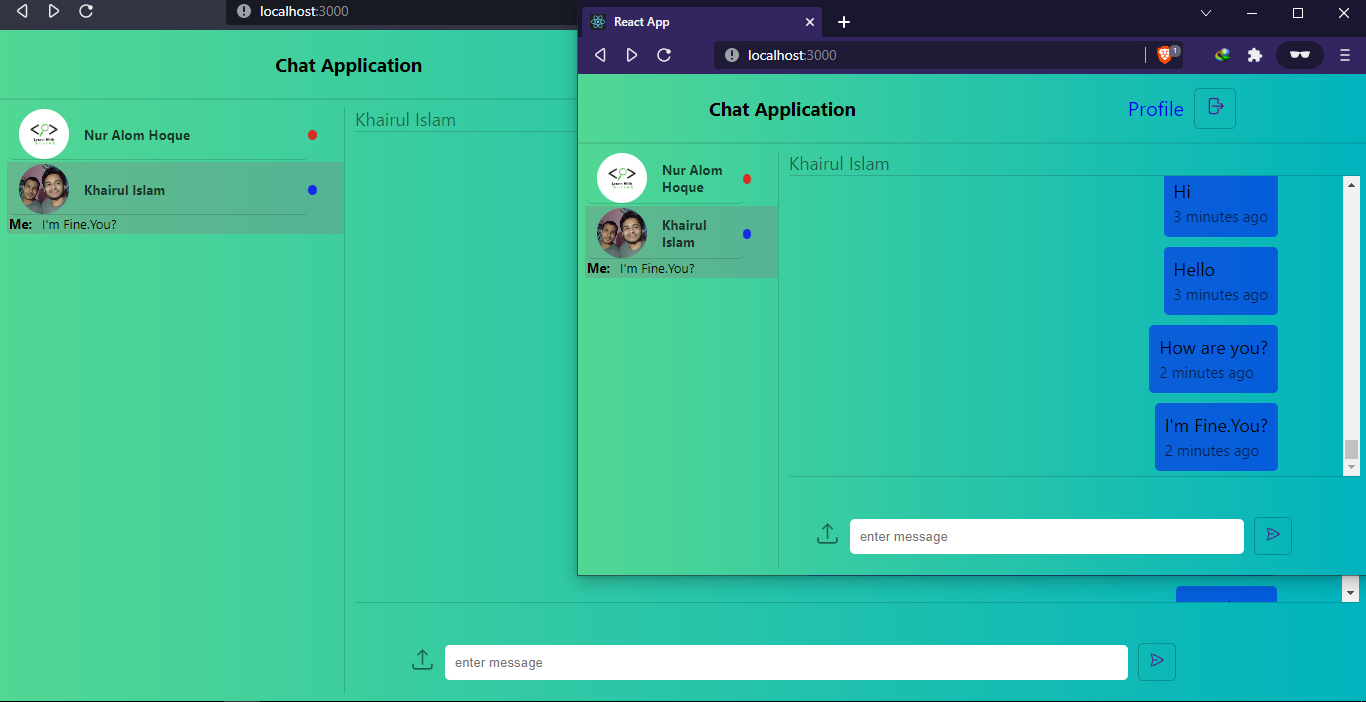 localhost:3000
Chat Application
Nur Alom Hoque
Khairul Islam
Me: I'm Fine.You?
Khairul Islam
enter message
React App
localhost:3000
1
Chat Application
Profile
Nur Alom
Hoque
Khairul
Islam
Me: I'm Fine.You?
Khairul Islam
Hi
3 minutes ago
Hello
3 minutes ago
How are you?
2 minutes ago
I'm Fine.You?
2 minutes ago
enter message